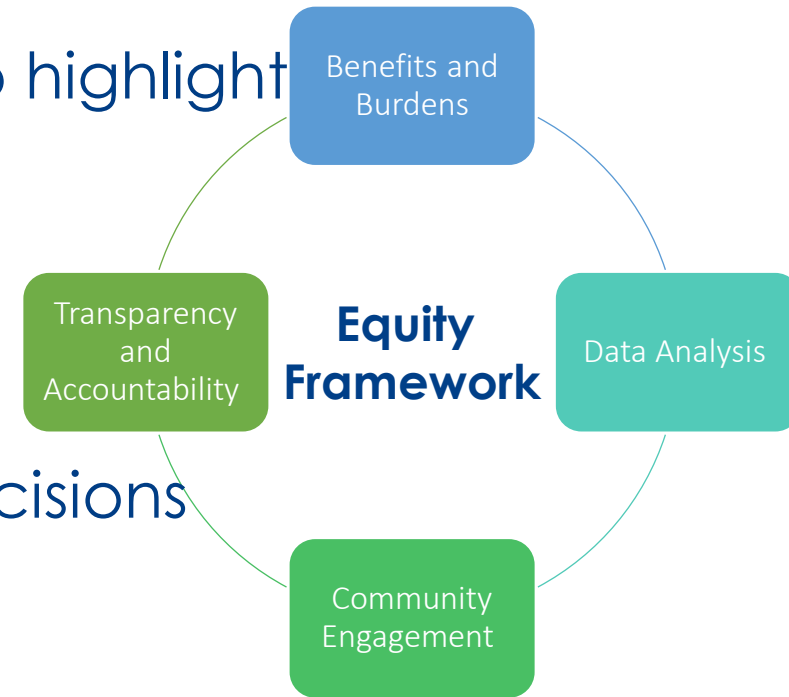 highlight
Benefits and
Burdens
Transparency
and
Accountability
Equity
Framework
Data Analysis
cisions
Community
Engagement